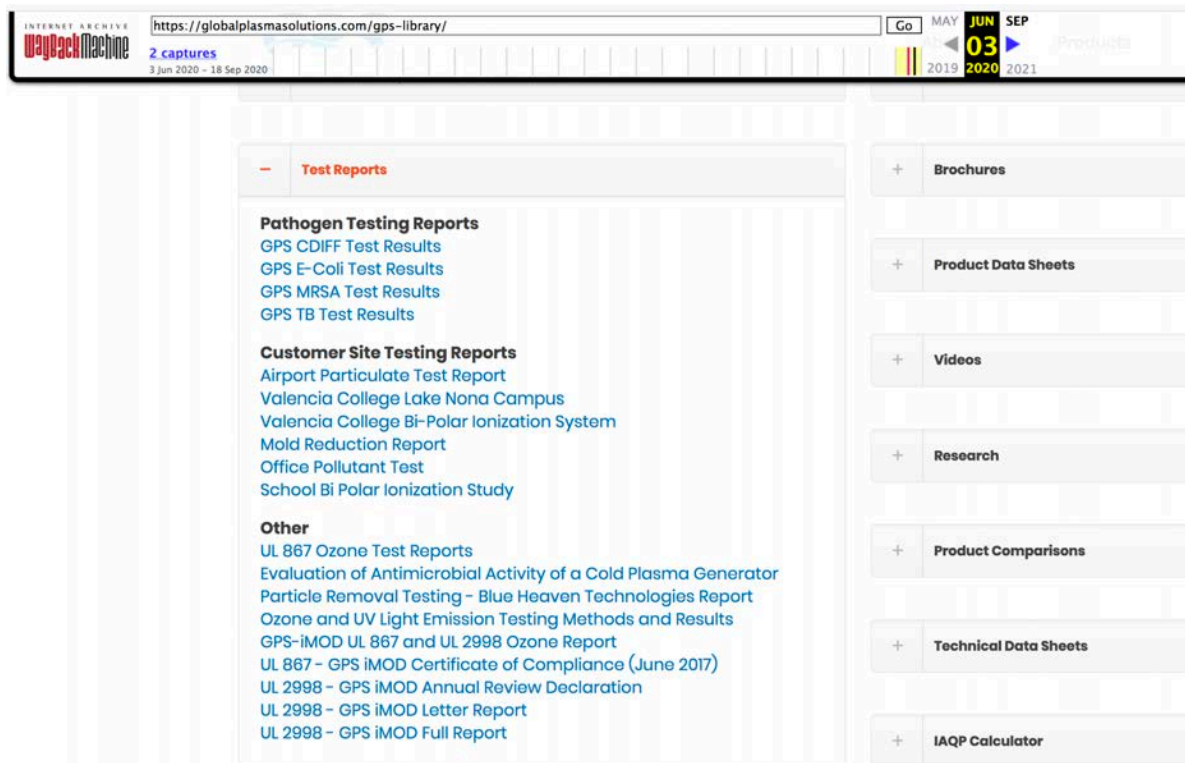 INTERNET ARCHIVE
WayBackMachine
https://globalplasmasolutions.com/gps-library/
Go
MAY JUN SEP
03
2019 2020 2021
2 captures
3 Jun 2020 - 18 Sep 2020
Products
− Test Reports
Pathogen Testing Reports
GPS CDIFF Test Results
GPS E-Coli Test Results
GPS MRSA Test Results
GPS TB Test Results
Customer Site Testing Reports
Airport Particulate Test Report
Valencia College Lake Nona Campus
Valencia College Bi-Polar Ionization System
Mold Reduction Report
Office Pollutant Test
School Bi Polar Ionization Study
Other
UL 867 Ozone Test Reports
Evaluation of Antimicrobial Activity of a Cold Plasma Generator
Particle Removal Testing - Blue Heaven Technologies Report
Ozone and UV Light Emission Testing Methods and Results
GPS-iMOD UL 867 and UL 2998 Ozone Report
UL 867 - GPS iMOD Certificate of Compliance (June 2017)
UL 2998 - GPS iMOD Annual Review Declaration
UL 2998 - GPS iMOD Letter Report
UL 2998 - GPS iMOD Full Report
+ Brochures
+ Product Data Sheets
+ Videos
+ Research
+ Product Comparisons
+ Technical Data Sheets
+ IAQP Calculator